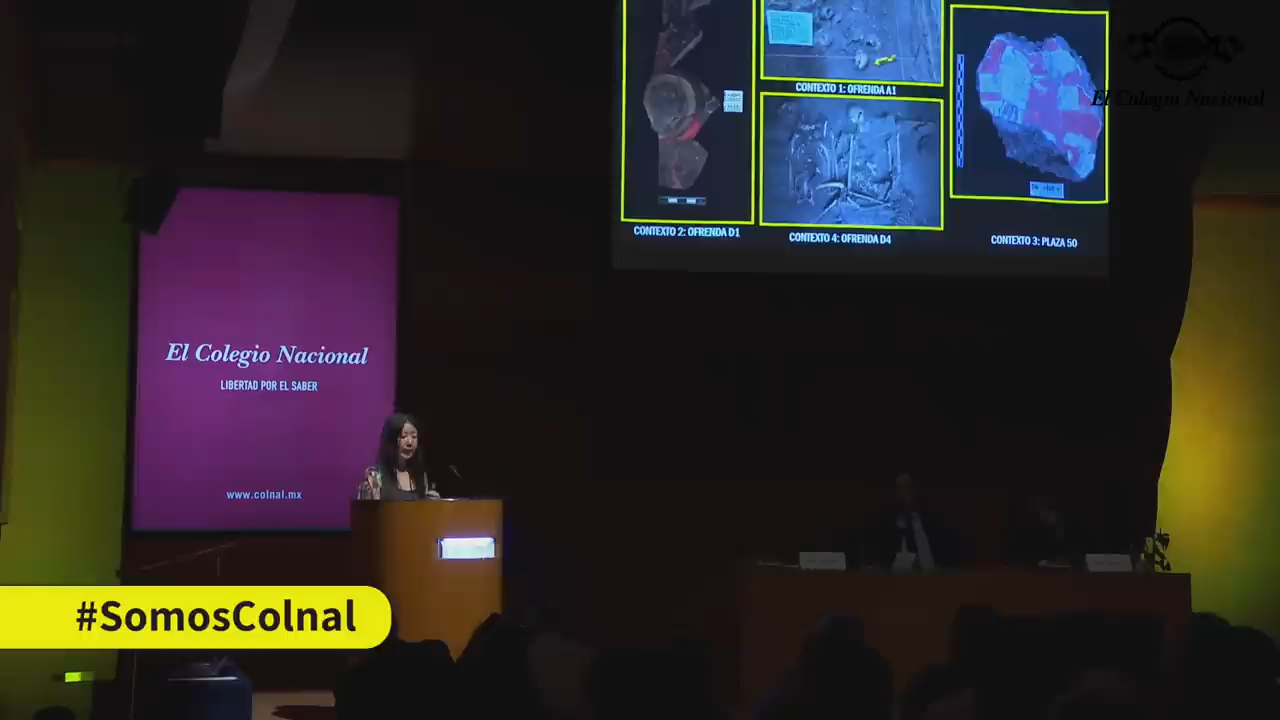 CONTEXTO 1: OFRENDA A1
El Colegio Nacional
CONTEXTO 2: OFRENDA D1
CONTEXTO 4: OFRENDA D4
CONTEXTO 3: PLAZA 50
El Colegio Nacional
LIBERTAD POR EL SABER
www.colnal.mx
#SomosColnal